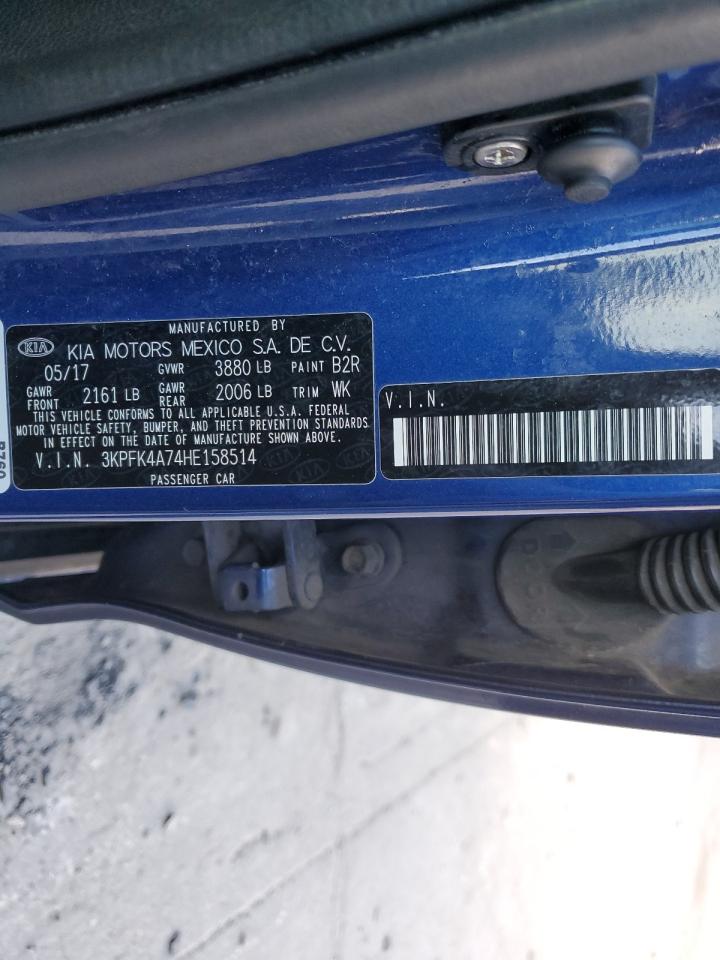 MANUFACTURED BY
KIA KIA MOTORS MEXICO S.A. DE C.V.
05/17 GVWR 3880 LB PAINT B2R
GAWR FRONT 2161 LB GAWR REAR 2006 LB TRIM WK
THIS VEHICLE CONFORMS TO ALL APPLICABLE U.S.A. FEDERAL
MOTOR VEHICLE SAFETY, BUMPER, AND THEFT PREVENTION STANDARDS
IN EFFECT ON THE DATE OF MANUFACTURE SHOWN ABOVE.
V.I.N. 3KPFK4A74HE158514
PASSENGER CAR
V.I.N.